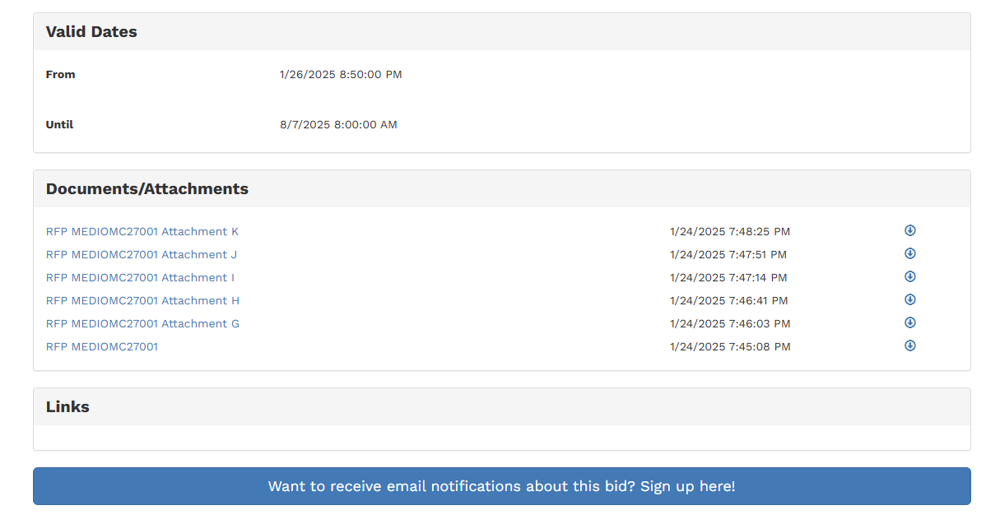 Valid Dates
From 1/26/2025 8:50:00 PM
Until 8/7/2025 8:00:00 AM
Documents/Attachments
RFP MEDIOMC27001 Attachment K 1/24/2025 7:48:25 PM
RFP MEDIOMC27001 Attachment J 1/24/2025 7:47:51 PM
RFP MEDIOMC27001 Attachment I 1/24/2025 7:47:14 PM
RFP MEDIOMC27001 Attachment H 1/24/2025 7:46:41 PM
RFP MEDIOMC27001 Attachment G 1/24/2025 7:46:03 PM
RFP MEDIOMC27001 1/24/2025 7:45:08 PM
Links
Want to receive email notifications about this bid? Sign up here!